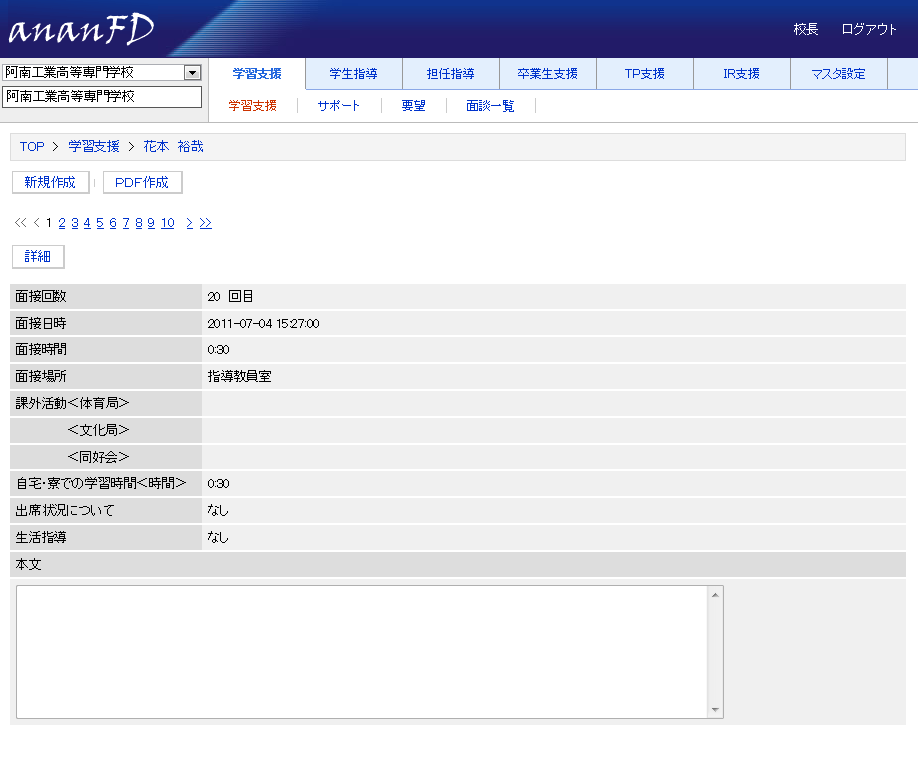 ananFD
校長 ログアウト
阿南工業高等専門学校
阿南工業高等専門学校
学習支援 学生指導 担任指導 卒業生支援 TP支援 IR支援 マスタ設定
学習支援 サポート 要望 面談一覧
TOP > 学習支援 > 花本 裕哉
新規作成 PDF作成
<< < 1 2 3 4 5 6 7 8 9 10 > >>
詳細
面接回数 20 回目
面接日時 2011-07-04 15:27:00
面接時間 0:30
面接場所 指導教員室
課外活動＜体育局＞
＜文化局＞
＜同好会＞
自宅・寮での学習時間＜時間＞ 0:30
出席状況について なし
生活指導 なし
本文